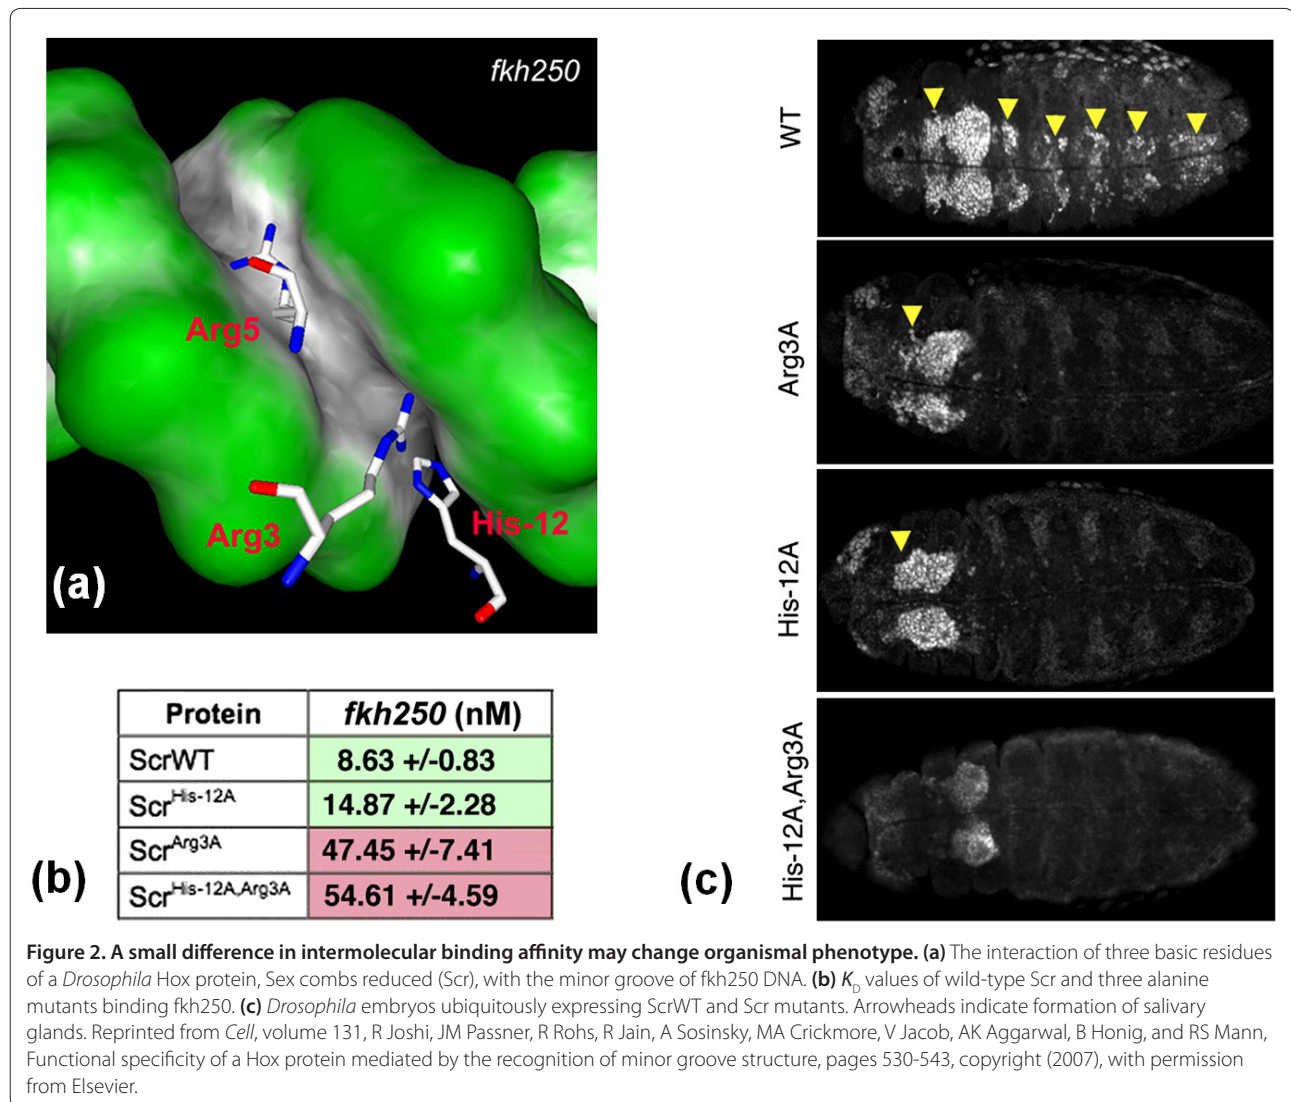 fkh250
Arg5
Arg3
His-12
(a)
Protein fkh250 (nM)
ScrWT 8.63 +/-0.83
ScrHis-12A 14.87 +/-2.28
ScrArg3A 47.45 +/-7.41
ScrHis-12A,Arg3A 54.61 +/-4.59
(b)
WT
Arg3A
His-12A
His-12A,Arg3A
(c)
Figure 2. A small difference in intermolecular binding affinity may change organismal phenotype. (a) The interaction of three basic residues
of a Drosophila Hox protein, Sex combs reduced (Scr), with the minor groove of fkh250 DNA. (b) KD values of wild-type Scr and three alanine
mutants binding fkh250. (c) Drosophila embryos ubiquitously expressing ScrWT and Scr mutants. Arrowheads indicate formation of salivary
glands. Reprinted from Cell, volume 131, R Joshi, JM Passner, R Rohs, R Jain, A Sosinsky, MA Crickmore, V Jacob, AK Aggarwal, B Honig, and RS Mann,
Functional specificity of a Hox protein mediated by the recognition of minor groove structure, pages 530-543, copyright (2007), with permission
from Elsevier.